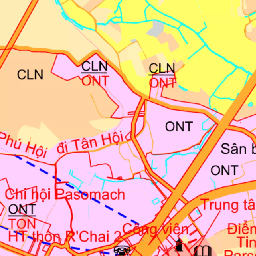 CLN
ONT
CLN
ONT
CLN
ONT
Phú Hội đi Tân Hội
Sân b
ONT
Chi hội Pasomach
Trung tâ
ONT
TON
Công viên
Điểm
HT thôn R'Chai 2
Tin